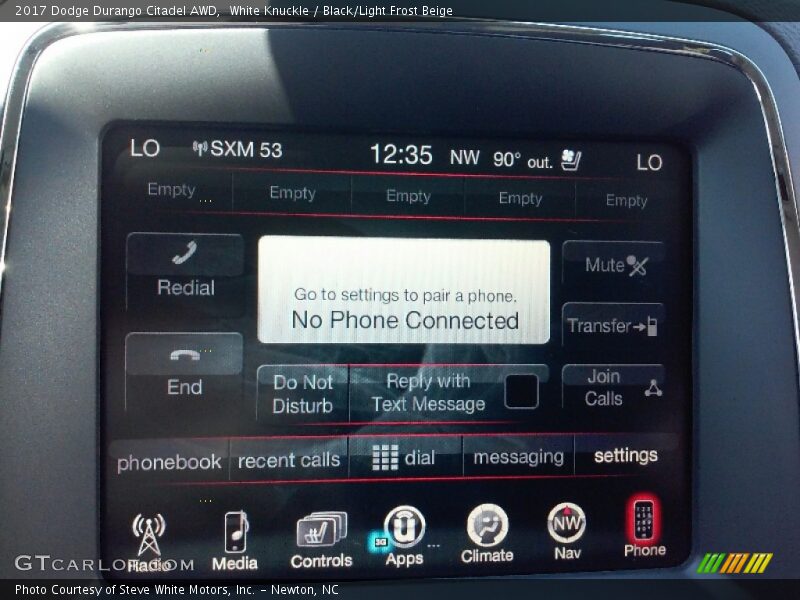 2017 Dodge Durango Citadel AWD,  White Knuckle / Black/Light Frost Beige
LO SXM 53 12:35 NW 90° out. LO
Empty Empty Empty Empty Empty
Redial
Go to settings to pair a phone.
No Phone Connected
Mute
Transfer
End
Do Not Disturb
Reply with Text Message
Join Calls
phonebook recent calls dial messaging settings
3G
NW
Radio Media Controls Apps Climate Nav Phone
GTCARLOT.COM
Photo Courtesy of Steve White Motors, Inc. – Newton, NC